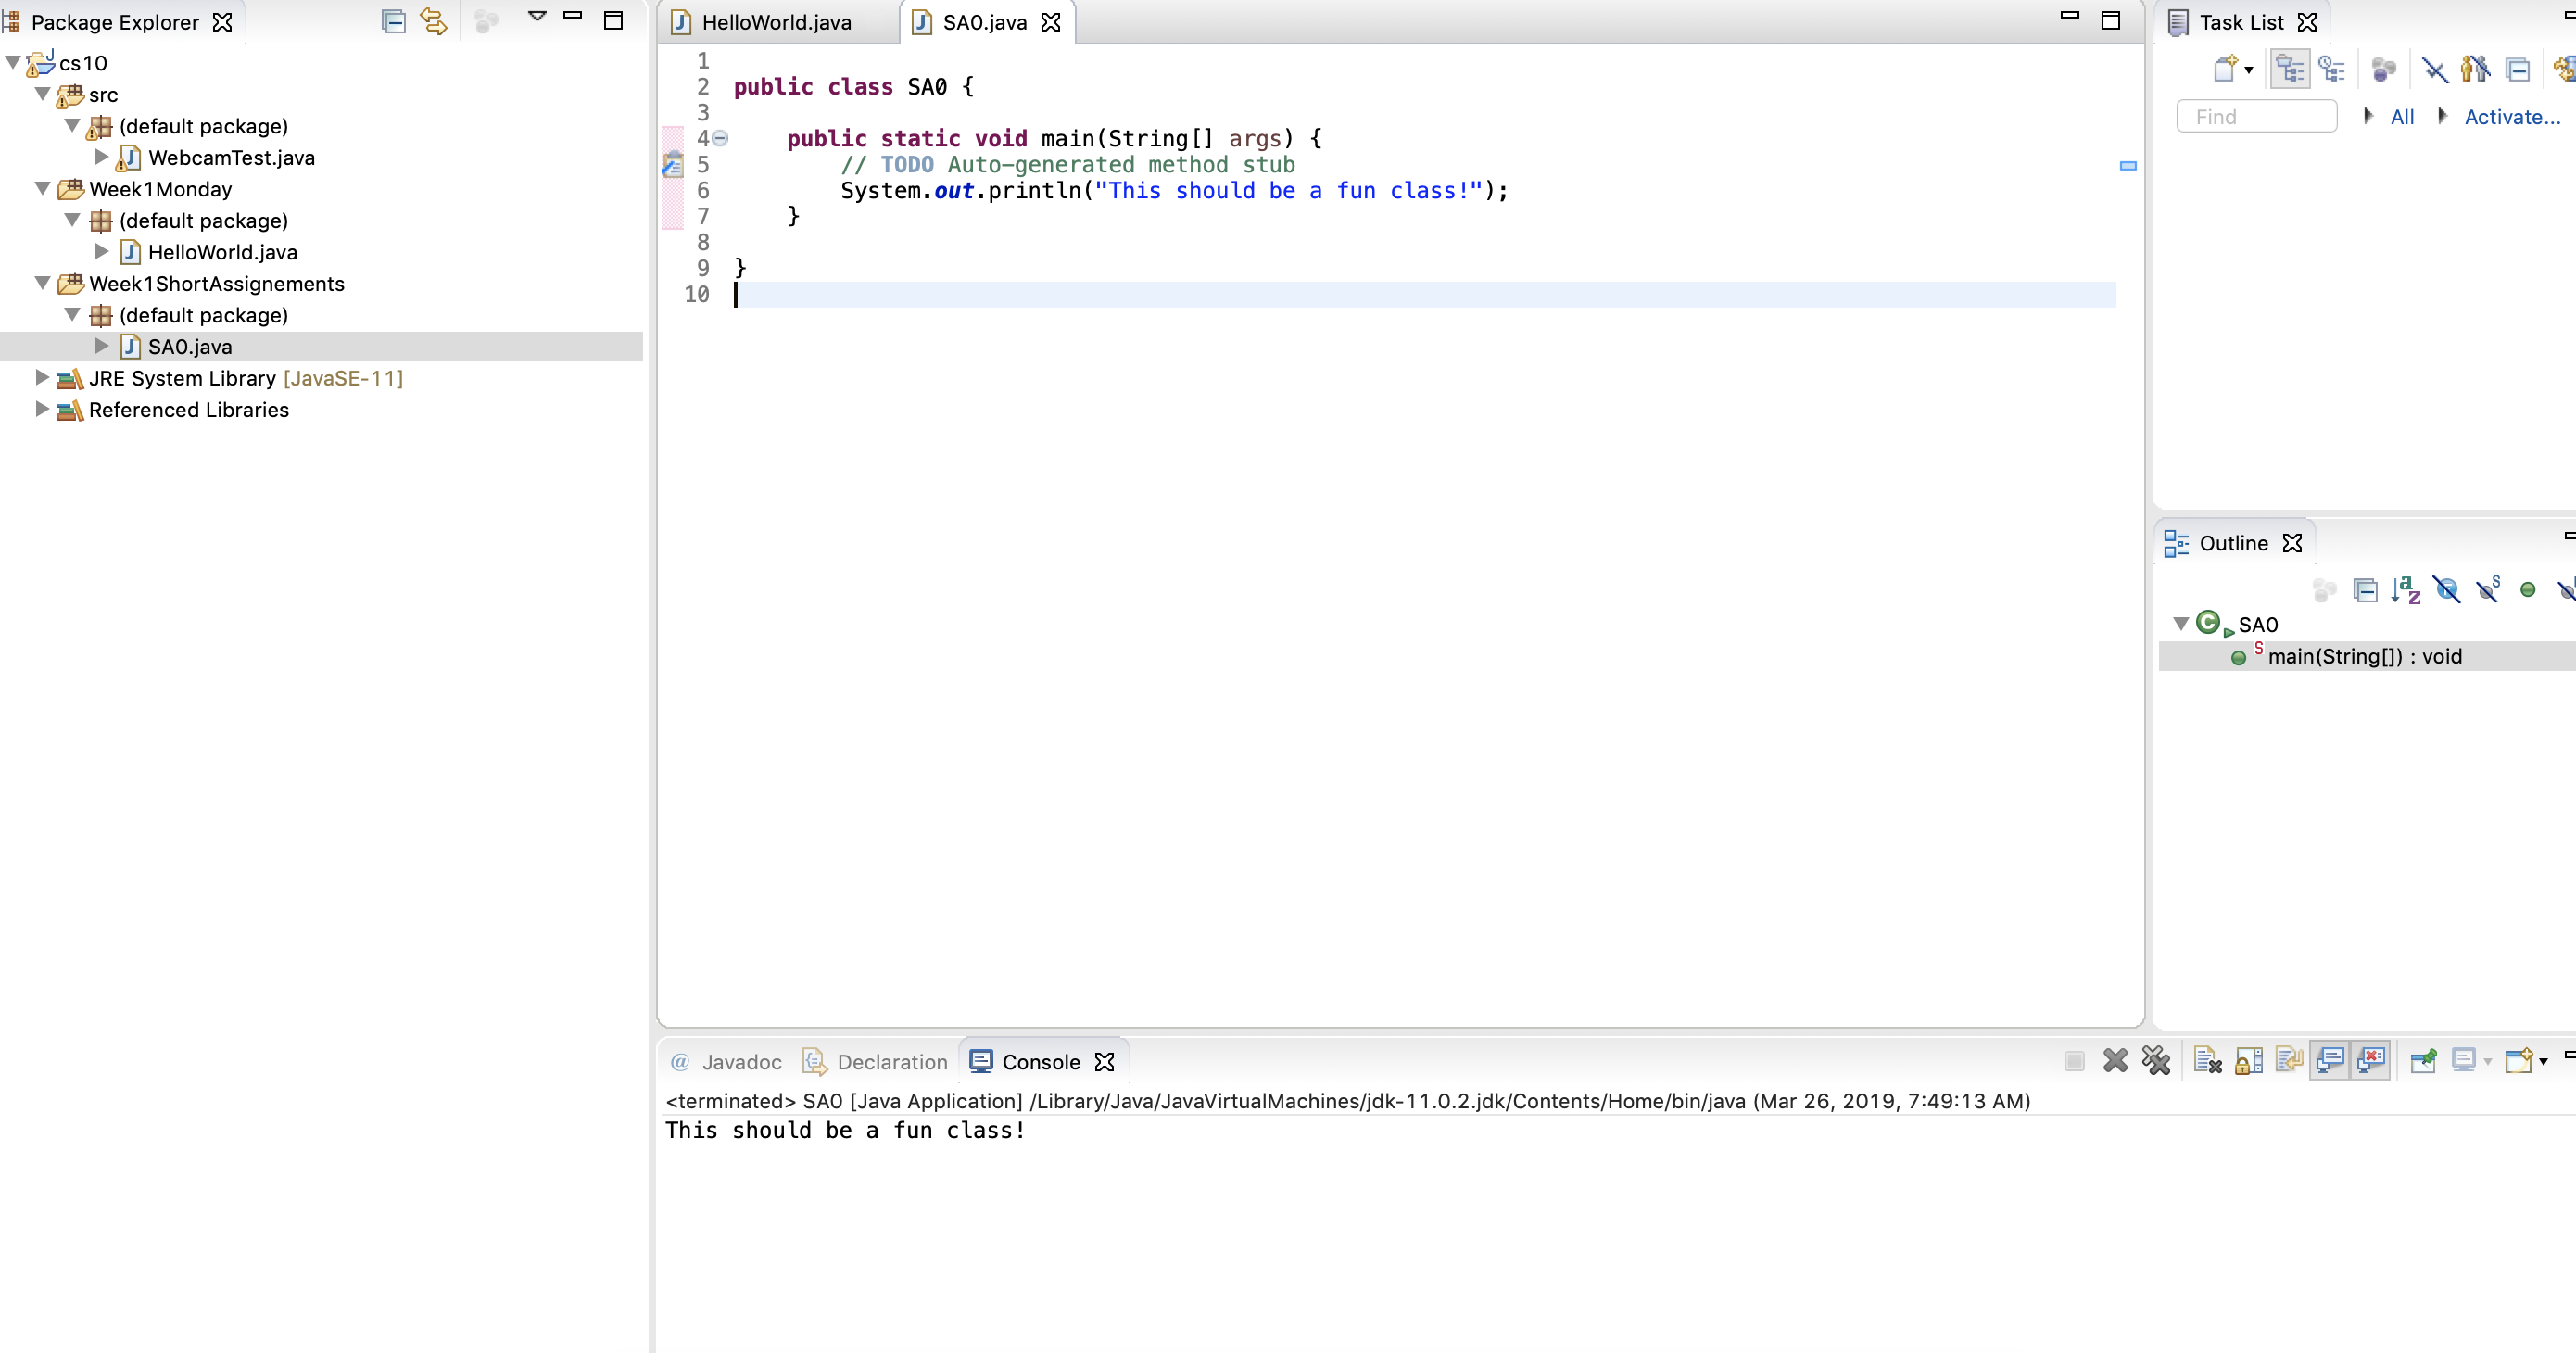 Package Explorer
cs10
src
(default package)
WebcamTest.java
Week1Monday
(default package)
HelloWorld.java
Week1ShortAssignements
(default package)
SA0.java
JRE System Library [JavaSE-11]
Referenced Libraries
HelloWorld.java SA0.java
1
2 public class SA0 {
3
4 public static void main(String[] args) {
5 // TODO Auto-generated method stub
6 System.out.println("This should be a fun class!");
7 }
8
9 }
10
@ Javadoc Declaration Console
<terminated> SA0 [Java Application] /Library/Java/JavaVirtualMachines/jdk-11.0.2.jdk/Contents/Home/bin/java (Mar 26, 2019, 7:49:13 AM)
This should be a fun class!
Task List
Find All Activate...
Outline
SA0
main(String[]) : void